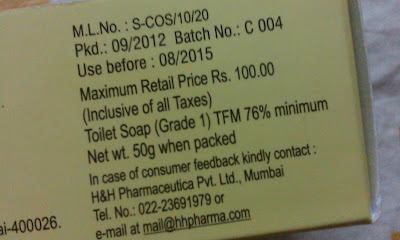 M.L.No. : S-COS/10/20
Pkd.: 09/2012 Batch No.: C 004
Use before : 08/2015
Maximum Retail Price Rs. 100.00
(Inclusive of all Taxes)
Toilet Soap (Grade 1) TFM 76% minimum
Net wt. 50g when packed
In case of consumer feedback kindly contact :
H&H Pharmaceutica Pvt. Ltd., Mumbai
Tel. No.: 022-23691979 or
e-mail at mail@hhpharma.com
ai-400026.